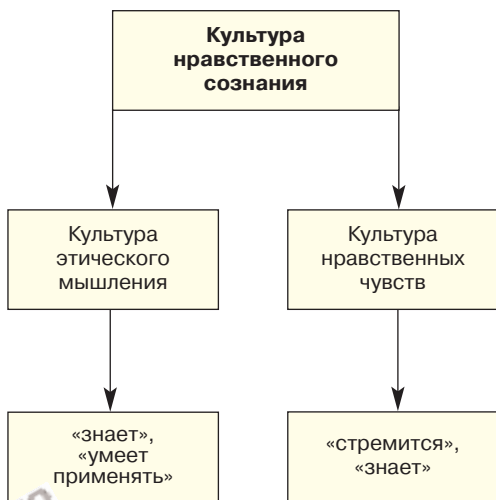 Культура
нравственного
сознания
Культура
этического
мышления
Культура
нравственных
чувств
«знает»,
«умеет
применять»
«стремится»,
«знает»